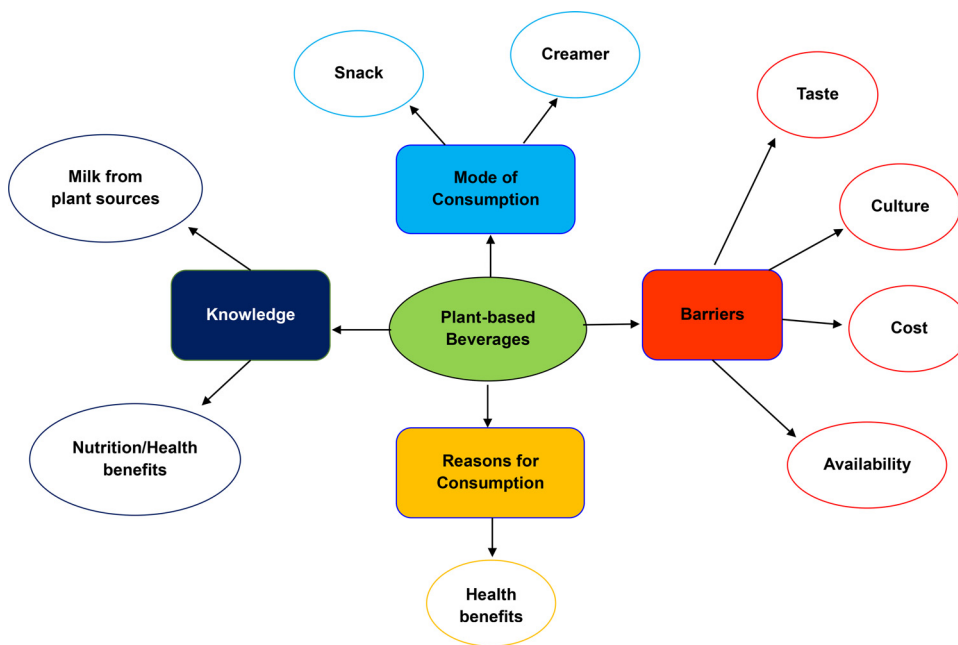 Snack
Creamer
Taste
Milk from
plant sources
Mode of
Consumption
Culture
Knowledge
Plant-based
Beverages
Barriers
Cost
Nutrition/Health
benefits
Reasons for
Consumption
Availability
Health
benefits